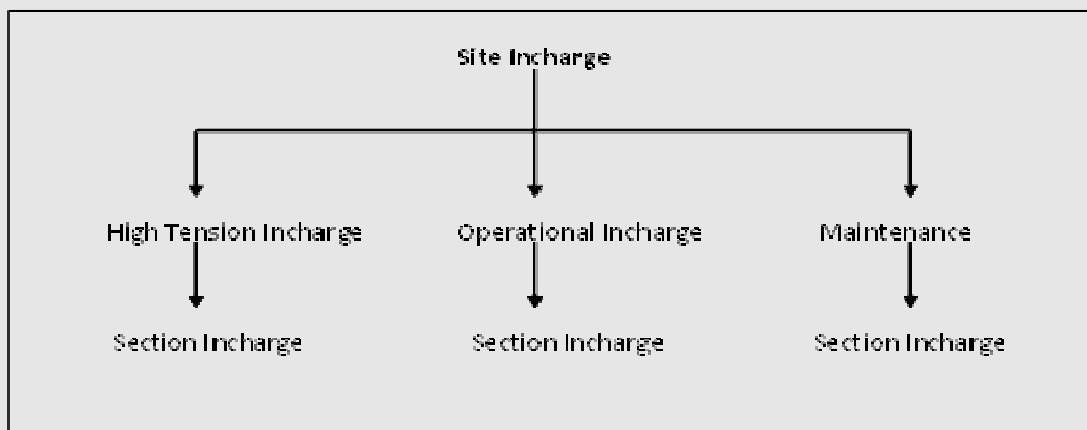 Site Incharge
High Tension Incharge Operational Incharge Maintenance
Section Incharge Section Incharge Section Incharge